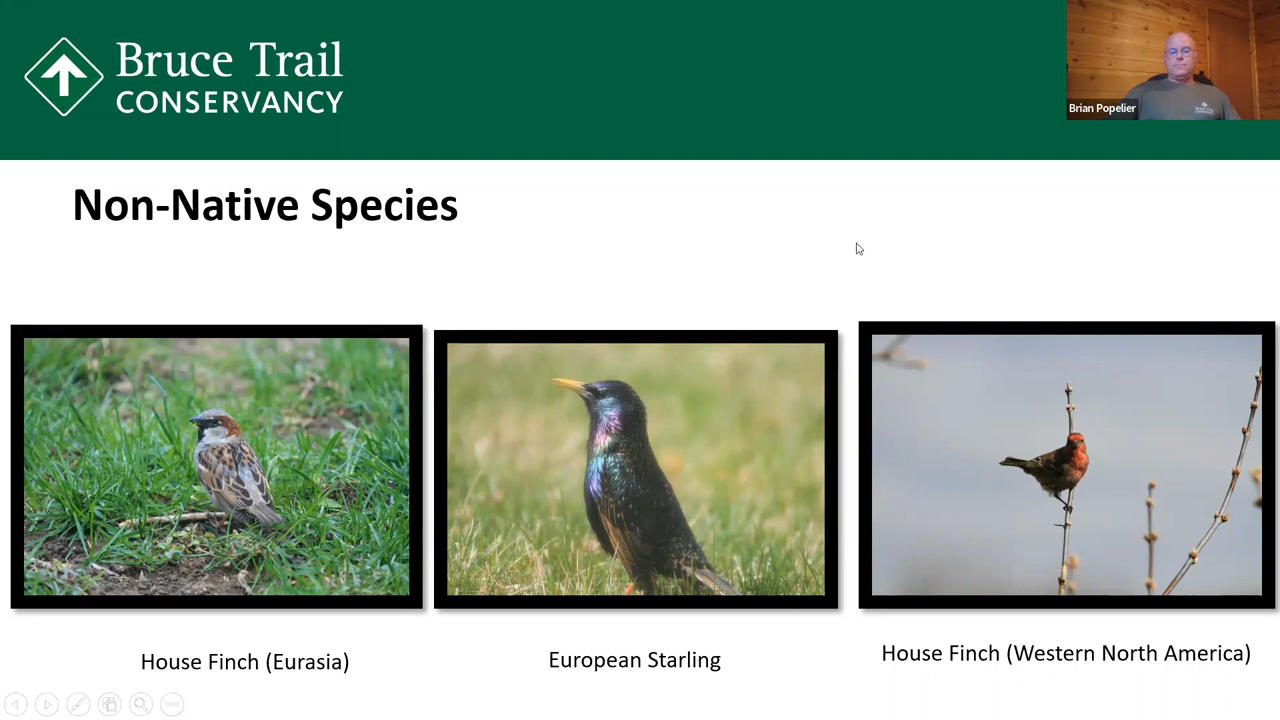 Bruce Trail
CONSERVANCY
Brian Popelier
Non-Native Species
House Finch (Eurasia)
European Starling
House Finch (Western North America)